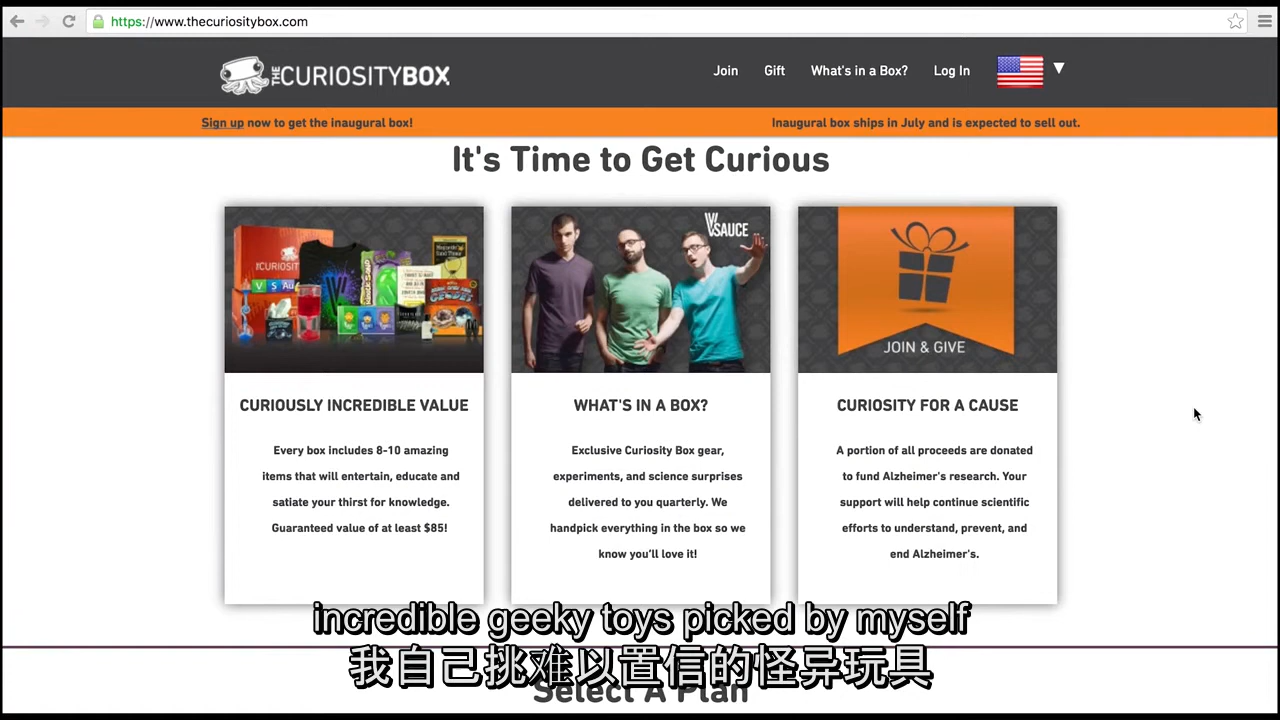 https://www.thecuriositybox.com
THE CURIOSITYBOX
Join
Gift
What's in a Box?
Log In
Sign up now to get the inaugural box!
Inaugural box ships in July and is expected to sell out.
It's Time to Get Curious
VSAUCE
JOIN & GIVE
CURIOUSLY INCREDIBLE VALUE
Every box includes 8-10 amazing
items that will entertain, educate and
satiate your thirst for knowledge.
Guaranteed value of at least $85!
WHAT'S IN A BOX?
Exclusive Curiosity Box gear,
experiments, and science surprises
delivered to you quarterly. We
handpick everything in the box so we
know you'll love it!
CURIOSITY FOR A CAUSE
A portion of all proceeds are donated
to fund Alzheimer's research. Your
support will help continue scientific
efforts to understand, prevent, and
end Alzheimer's.
incredible geeky toys picked by myself
我自己挑难以置信的怪异玩具
Select A Plan